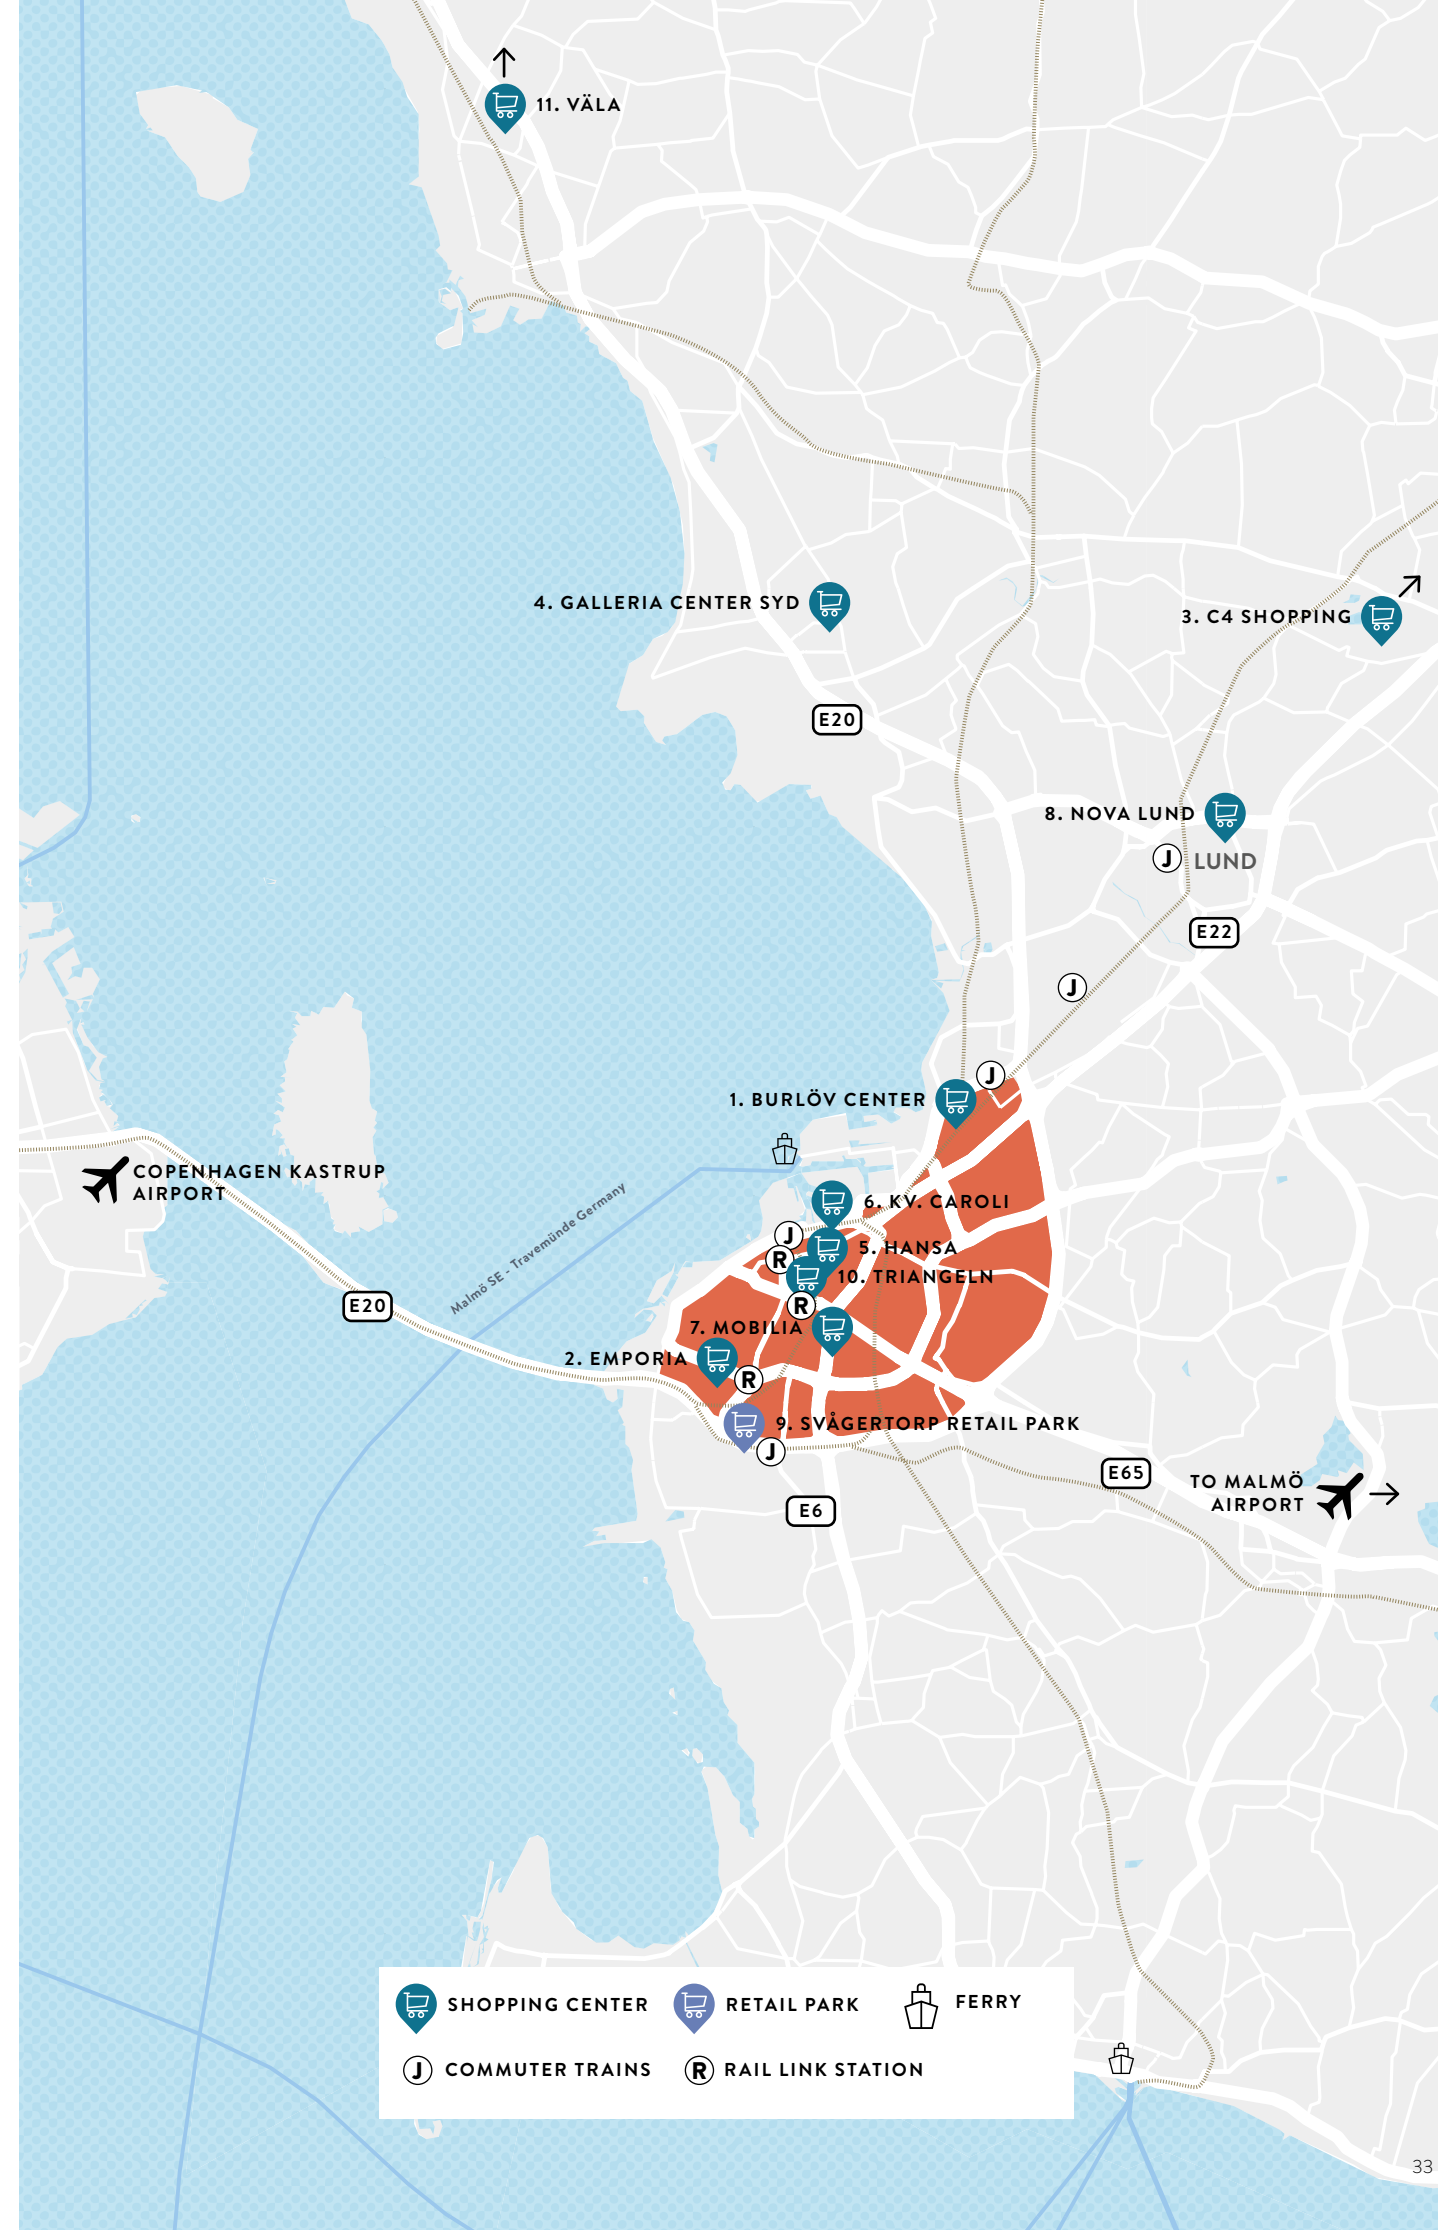 11. VÄLA
4. GALLERIA CENTER SYD
3. C4 SHOPPING
E20
8. NOVA LUND
J
LUND
E22
J
J
1. BURLÖV CENTER
COPENHAGEN KASTRUP
AIRPORT
Malmö SE - Travemünde Germany
6. KV. CAROLI
J
5. HANSA
R
10. TRIANGELN
E20
R
7. MOBILIA
2. EMPORIA
R
9. SVÅGERTORP RETAIL PARK
J
E65
TO MALMÖ
AIRPORT
E6
SHOPPING CENTER
RETAIL PARK
FERRY
J COMMUTER TRAINS
R RAIL LINK STATION
33